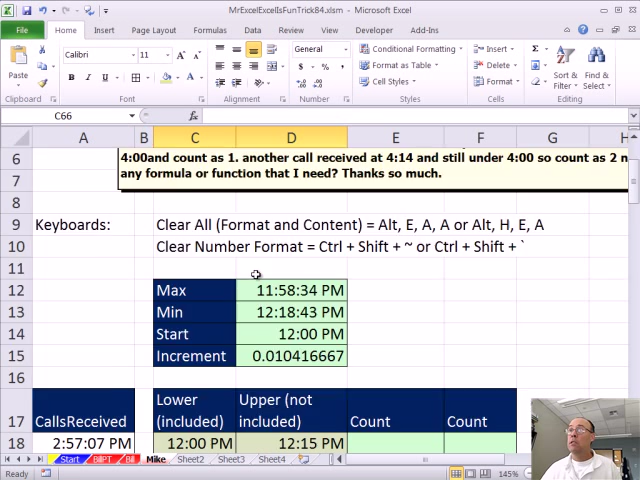 MrExcelExcelIsFunTrick84.xlsm - Microsoft Excel
File Home Insert Page Layout Formulas Data Review View Developer Add-Ins
Calibri 11 General Conditional Formatting Insert
Paste Format as Table Delete Sort & Filter Find & Select
Cell Styles Format
Clipboard Font Alignment Number Styles Cells Editing
C66 fx
A B C D E F G H
6 4:00and count as 1. another call received at 4:14 and still under 4:00 so count as 2 n
7 any formula or function that I need? Thanks so much.
8
9 Keyboards: Clear All (Format and Content) = Alt, E, A, A or Alt, H, E, A
10 Clear Number Format = Ctrl + Shift + ~ or Ctrl + Shift + `
11
12 Max 11:58:34 PM
13 Min 12:18:43 PM
14 Start 12:00 PM
15 Increment 0.010416667
16
17 CallsReceived Lower (included) Upper (not included) Count Count
18 2:57:07 PM 12:00 PM 12:15 PM
Start BillPT Bill Mike Sheet2 Sheet3 Sheet4
Ready 145%